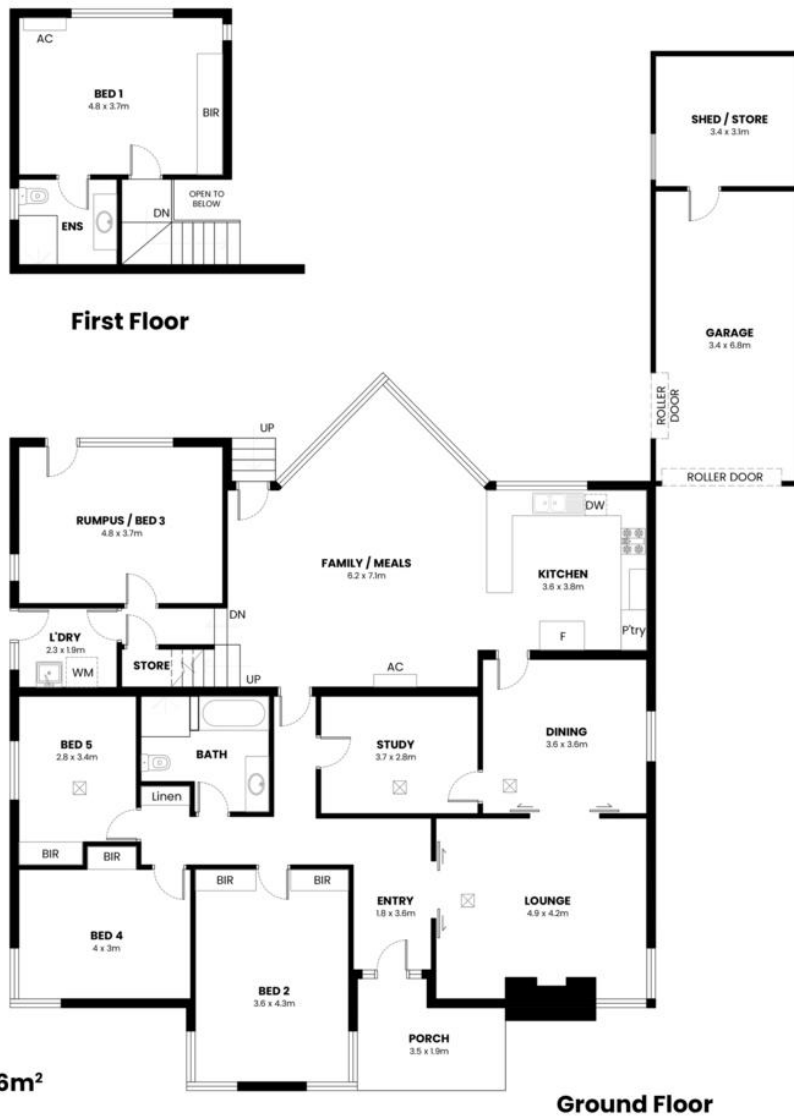 AC
BED 1
4.8 x 3.7m
BIR
ENS
DN
OPEN TO
BELOW
First Floor
SHED / STORE
3.4 x 3.1m
GARAGE
3.4 x 6.8m
ROLLER
DOOR
ROLLER DOOR
UP
RUMPUS / BED 3
4.8 x 3.7m
FAMILY / MEALS
6.2 x 7.1m
DW
KITCHEN
3.6 x 3.8m
F
P'try
L'DRY
2.3 x 1.9m
WM
STORE
DN
UP
AC
BED 5
2.8 x 3.4m
BATH
Linen
STUDY
3.7 x 2.8m
DINING
3.6 x 3.6m
BIR
BIR
BIR
BIR
BED 4
4 x 3m
BED 2
3.6 x 4.3m
ENTRY
1.8 x 3.6m
LOUNGE
4.9 x 4.2m
PORCH
3.5 x 1.9m
6m²
Ground Floor